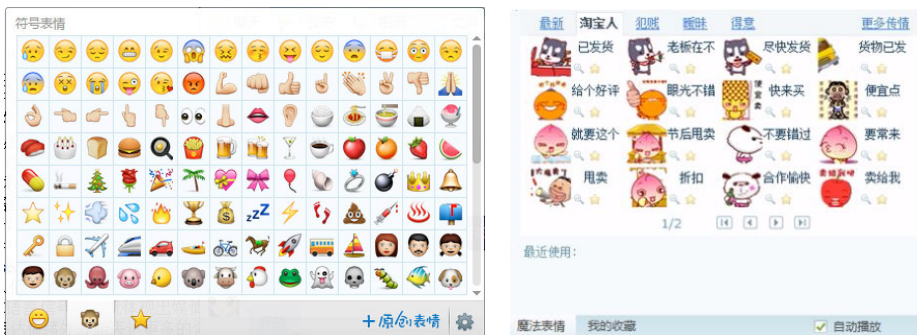 符号表情
+原创表情
最新 淘宝人 犯贱 暧昧 得意 更多传情
已发货 老板在不 尽快发货 货物已发
给个好评 眼光不错 快来买 便宜点
就要这个 节后甩卖 不要错过 要常来
甩卖 折扣 合作愉快 卖给我
1/2
最近使用：
魔法表情 我的收藏 自动播放